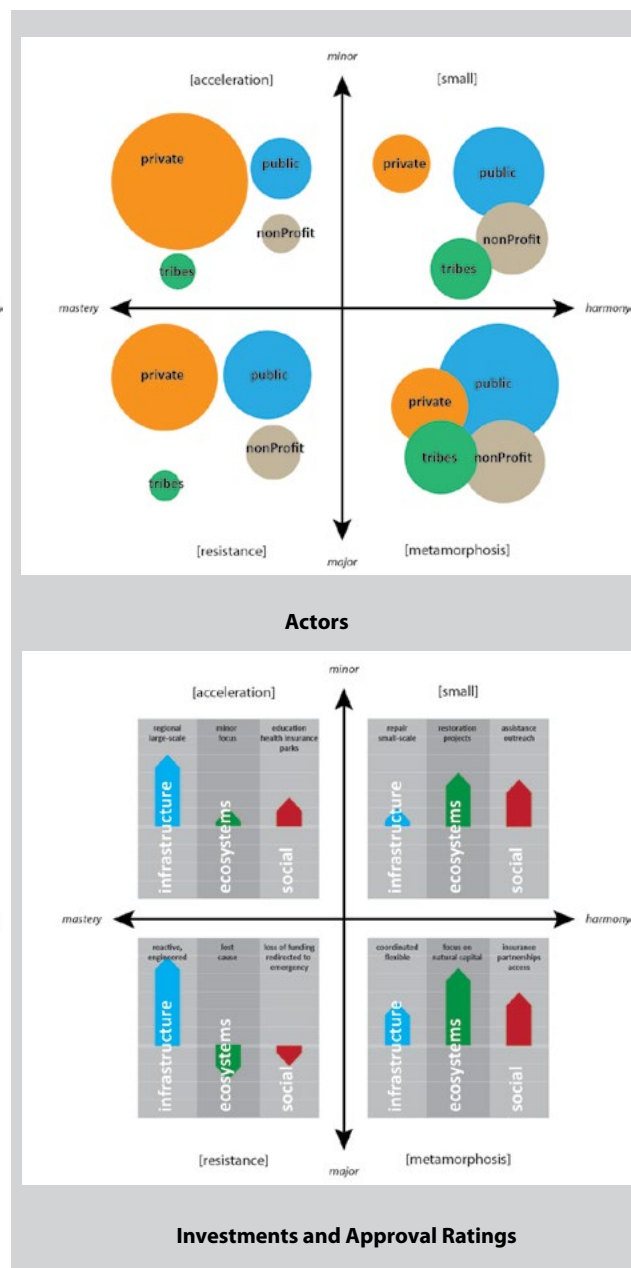 minor
[acceleration]
[small]
private
public
private
public
nonProfit
nonProfit
tribes
tribes
mastery
harmony
private
public
public
private
nonProfit
tribes
nonProfit
tribes
[resistance]
[metamorphosis]
major
Actors
minor
[acceleration]
[small]
regional
large-scale
minor
focus
education
health insurance
parks
repair
small-scale
restoration
projects
assistance
outreach
infrastructure
ecosystems
social
infrastructure
ecosystems
social
mastery
harmony
reactive,
engineered
lost
cause
loss of funding
redirected to
emergency
coordinated
flexible
focus on
natural capital
insurance
partnerships
access
infrastructure
ecosystems
social
infrastructure
ecosystems
social
[resistance]
[metamorphosis]
major
Investments and Approval Ratings